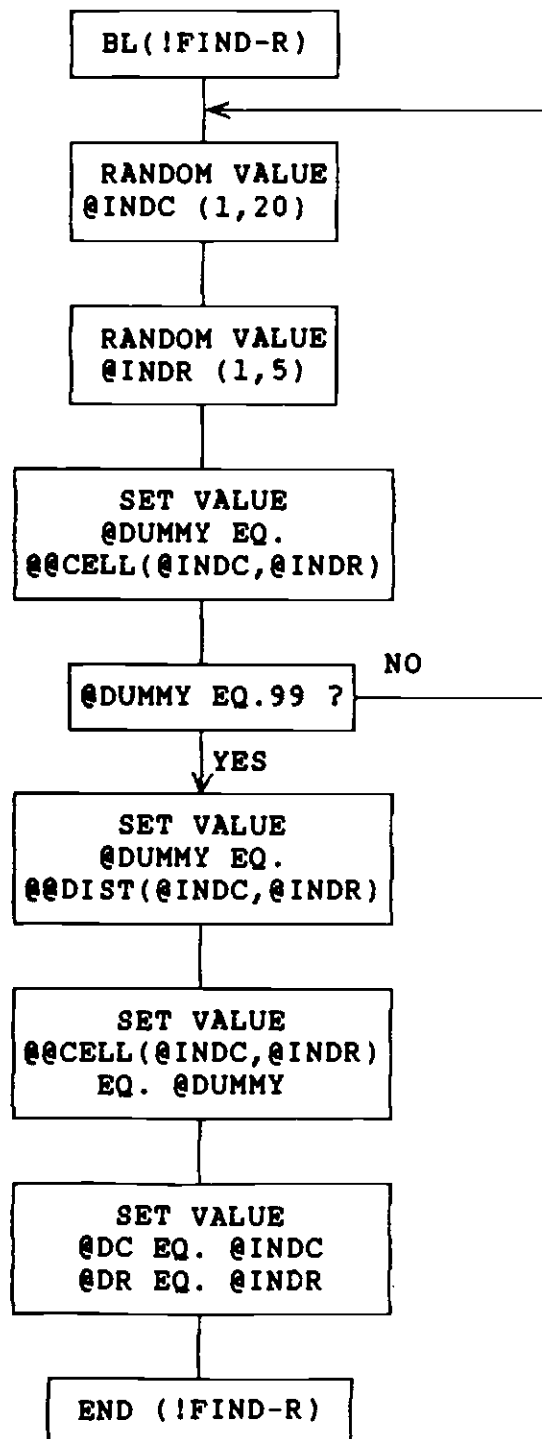 BL(!FIND-R)
RANDOM VALUE
@INDC (1,20)
RANDOM VALUE
@INDR (1,5)
SET VALUE
@DUMMY EQ.
@@CELL(@INDC,@INDR)
@DUMMY EQ.99 ?
NO
YES
SET VALUE
@DUMMY EQ.
@@DIST(@INDC,@INDR)
SET VALUE
@@CELL(@INDC,@INDR)
EQ. @DUMMY
SET VALUE
@DC EQ. @INDC
@DR EQ. @INDR
END (!FIND-R)